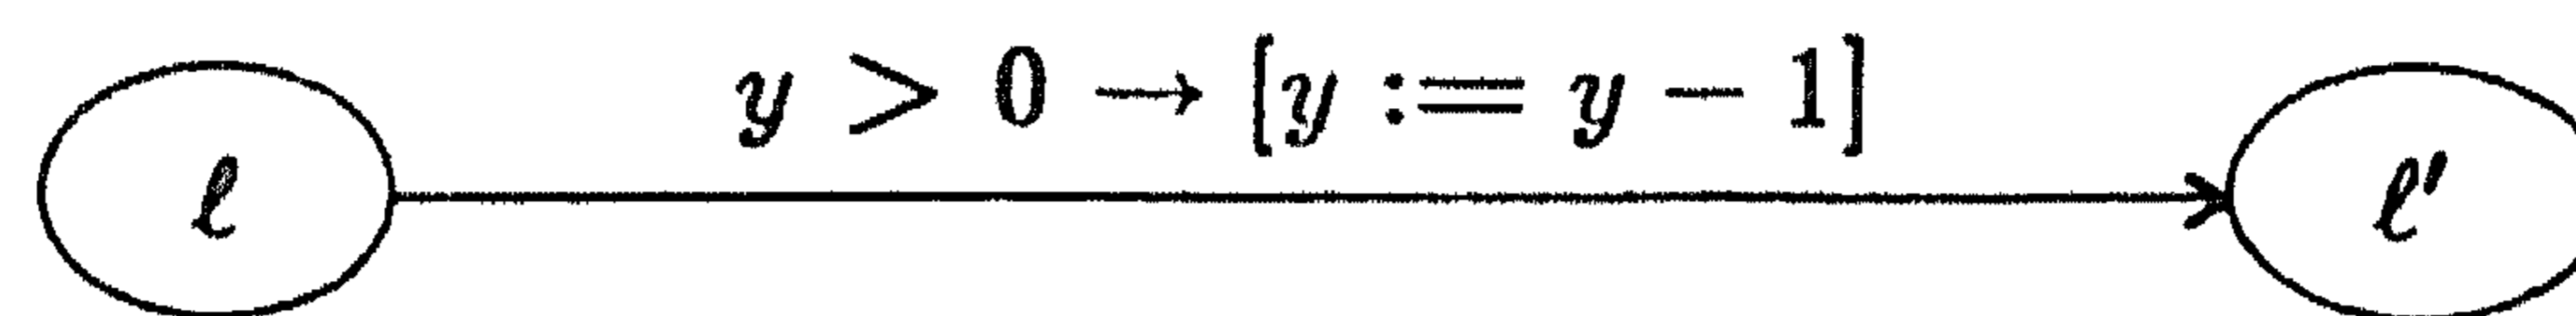 y > 0 → [y := y − 1]
ℓ ℓ′